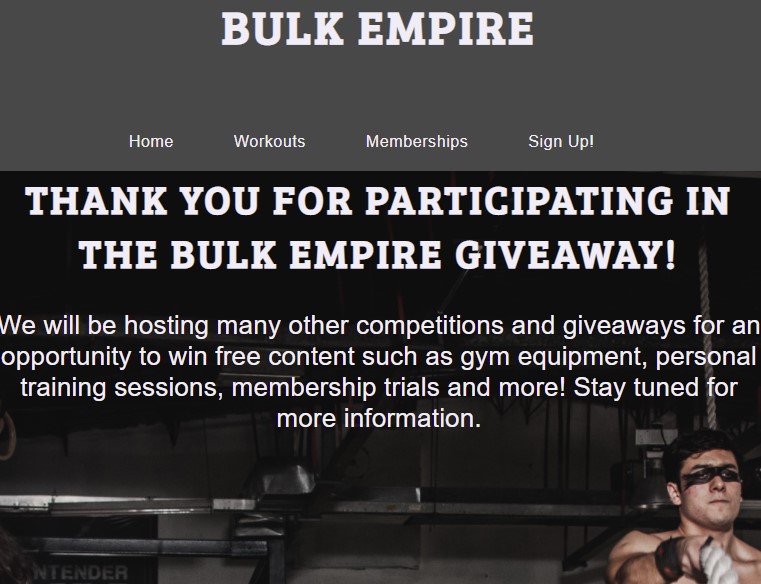 BULK EMPIRE
Home Workouts Memberships Sign Up!
THANK YOU FOR PARTICIPATING IN
THE BULK EMPIRE GIVEAWAY!
We will be hosting many other competitions and giveaways for an
opportunity to win free content such as gym equipment, personal
training sessions, membership trials and more! Stay tuned for
more information.
NTENDER